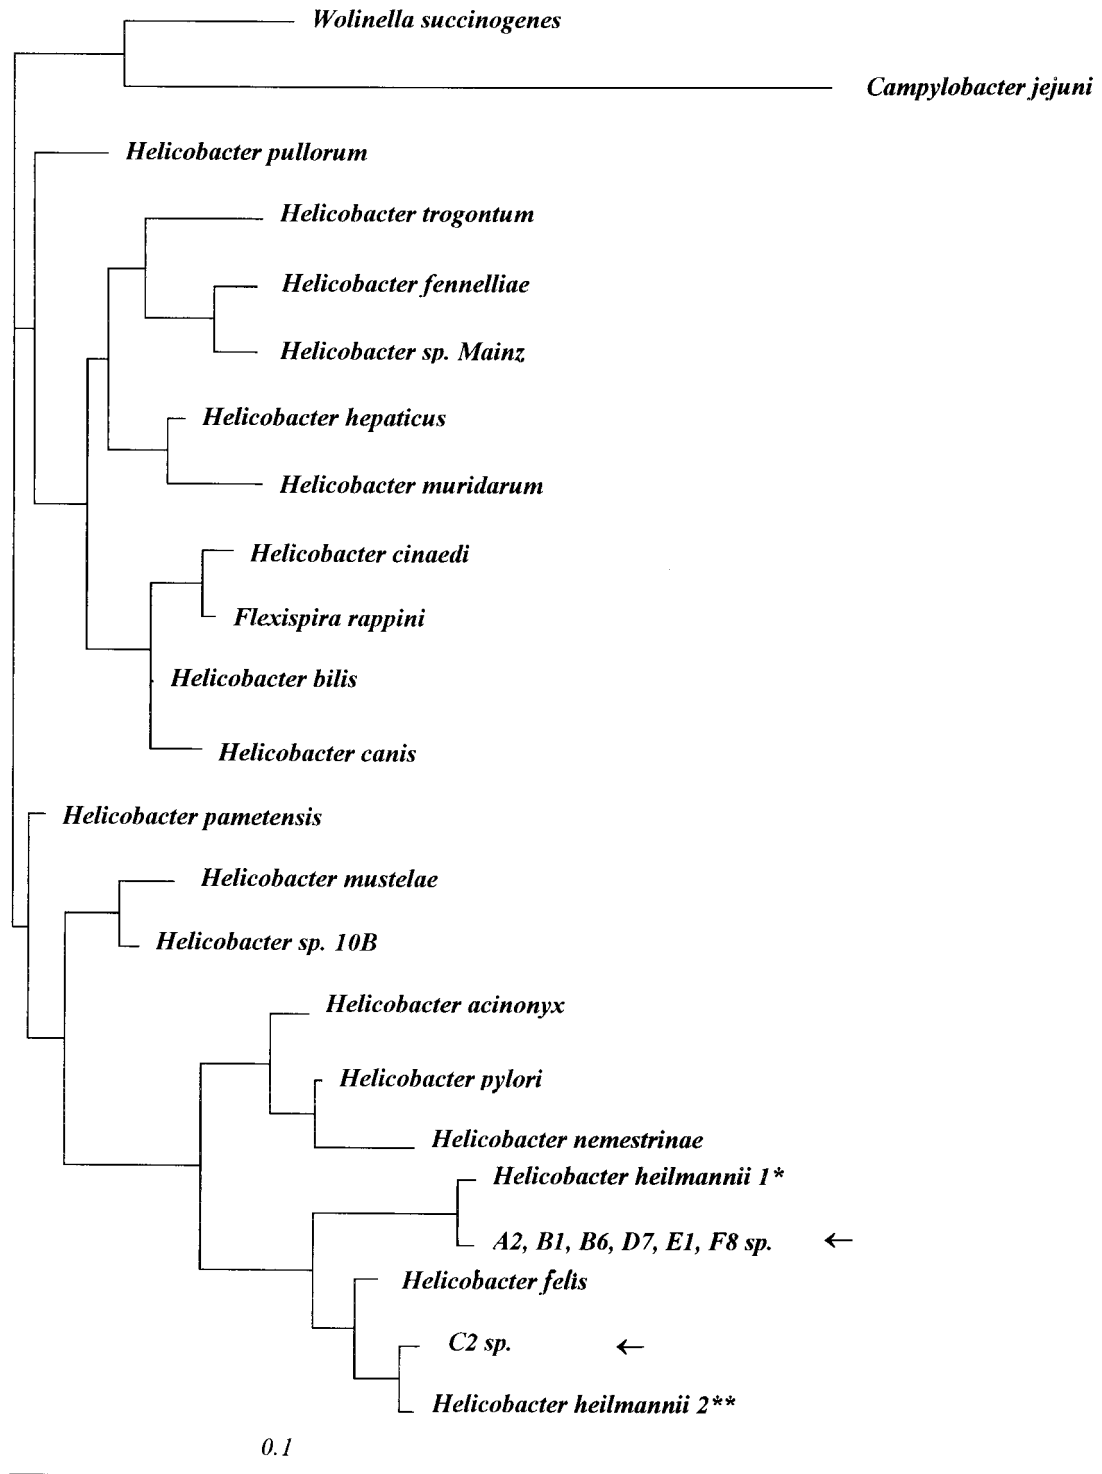 Wolinella succinogenes
Campylobacter jejuni
Helicobacter pullorum
Helicobacter trogontum
Helicobacter fennelliae
Helicobacter sp. Mainz
Helicobacter hepaticus
Helicobacter muridarum
Helicobacter cinaedi
Flexispira rappini
Helicobacter bilis
Helicobacter canis
Helicobacter pametensis
Helicobacter mustelae
Helicobacter sp. 10B
Helicobacter acinonyx
Helicobacter pylori
Helicobacter nemestrinae
Helicobacter heilmannii 1*
A2, B1, B6, D7, E1, F8 sp. ←
Helicobacter felis
C2 sp. ←
Helicobacter heilmannii 2**
0.1